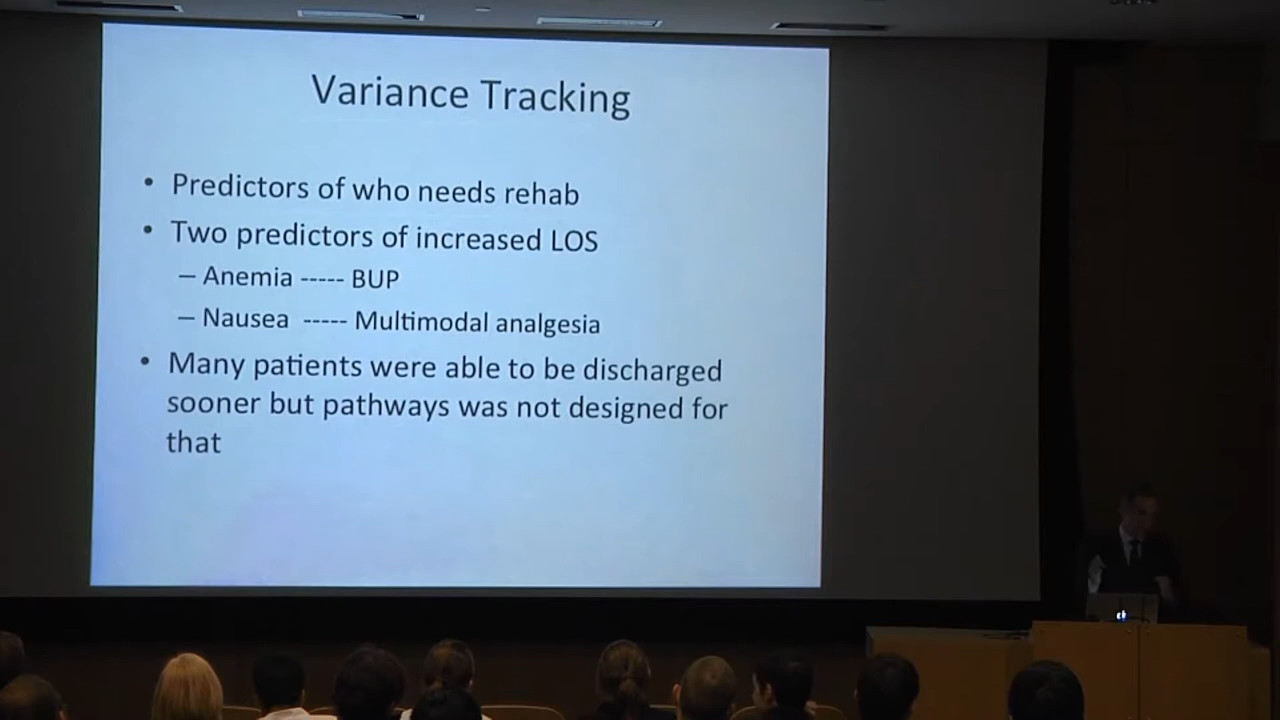 Variance Tracking
• Predictors of who needs rehab
• Two predictors of increased LOS
– Anemia ----- BUP
– Nausea ----- Multimodal analgesia
• Many patients were able to be discharged
sooner but pathways was not designed for
that